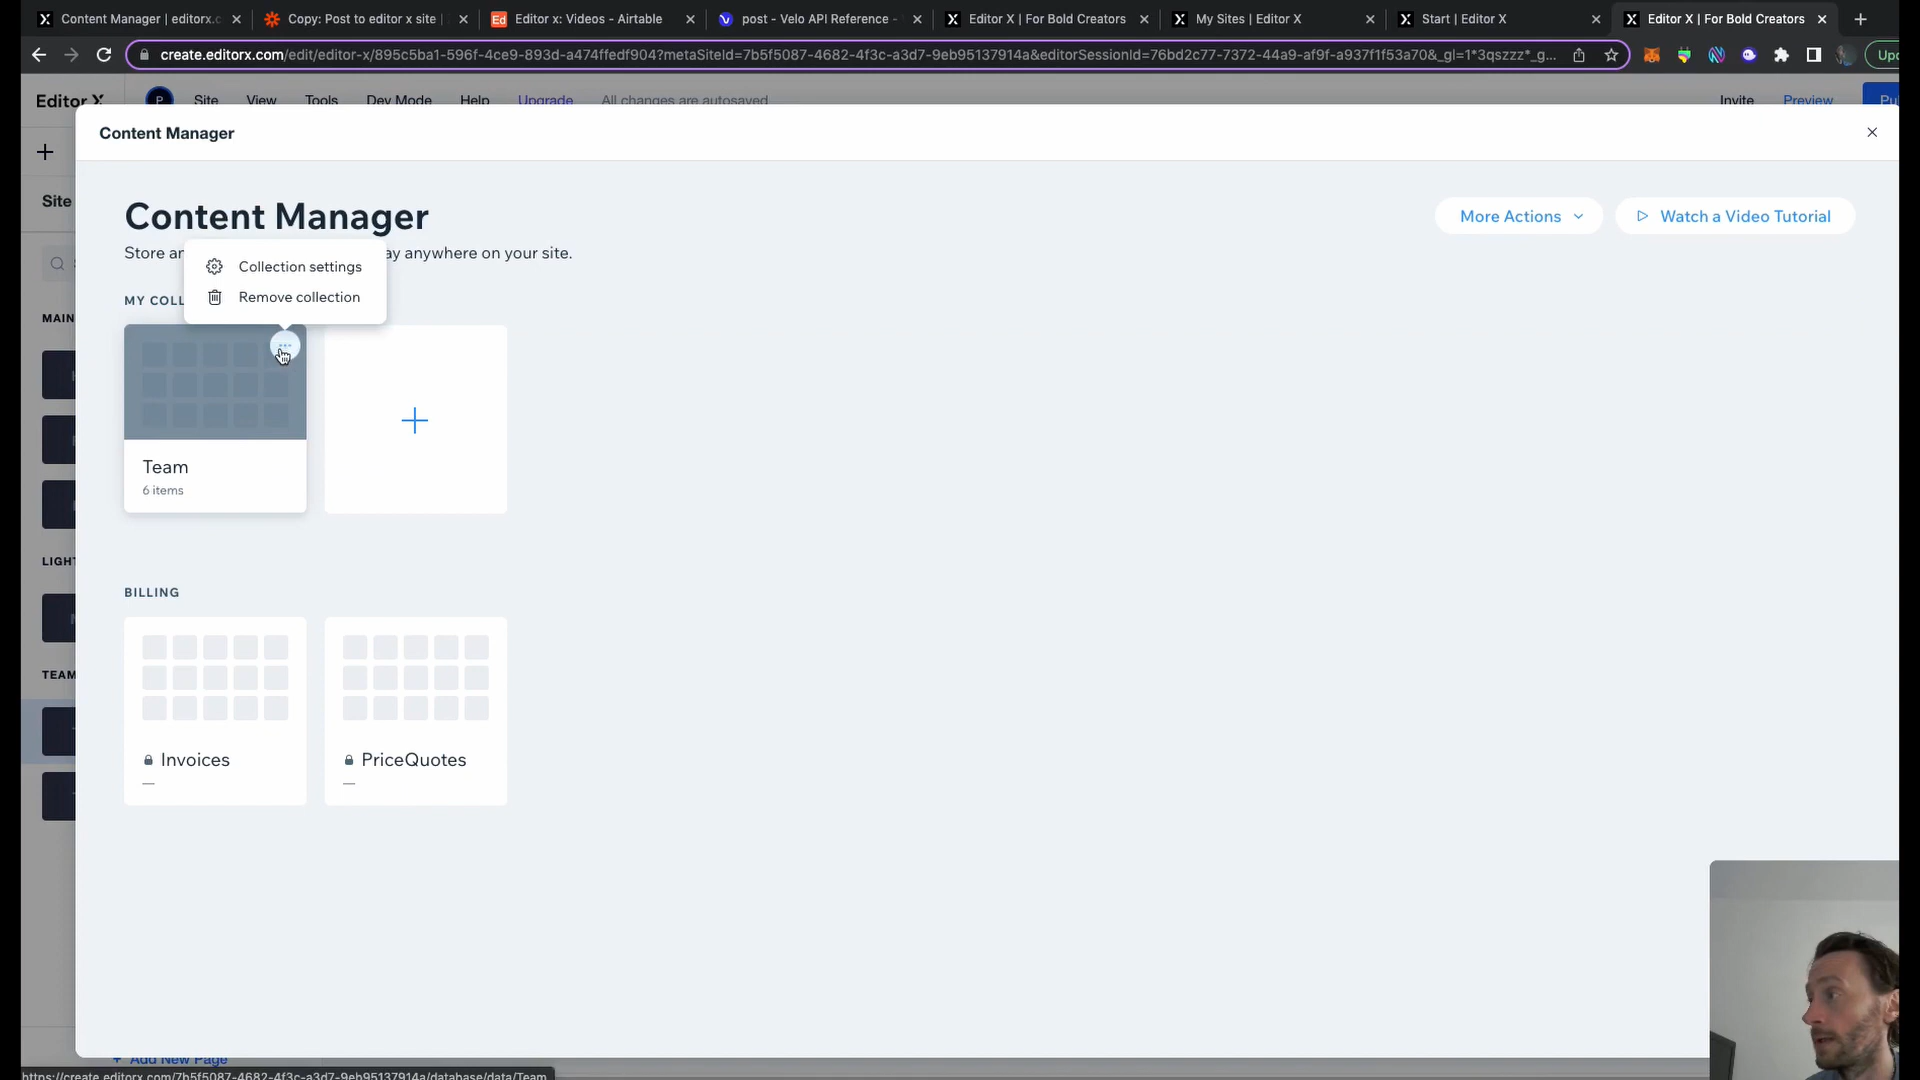 Content Manager | editorx.c
Copy: Post to editor x site |
Editor x: Videos - Airtable
post - Velo API Reference -
Editor X | For Bold Creators
My Sites | Editor X
Start | Editor X
Editor X | For Bold Creators
create.editorx.com/edit/editor-x/895c5ba1-596f-4ce9-893d-a474ffedf904?metaSiteId=7b5f5087-4682-4f3c-a3d7-9eb95137914a&editorSessionId=76bd2c77-7372-44a9-af9f-a937f1f53a70&_gl=1*3qszzz*_g...
Editor X
P
Site
View
Tools
Dev Mode
Help
Upgrade
All changes are autosaved
Invite
Preview
Content Manager
Site
Content Manager
More Actions
Watch a Video Tutorial
Store an
ay anywhere on your site.
Collection settings
Remove collection
MY COLL
MAIN
Team
6 items
LIGHT
BILLING
TEAM
Invoices
—
PriceQuotes
—
+ Add New Page
https://create.editorx.com/7b5f5087-4682-4f3c-a3d7-9eb95137914a/database/data/Team